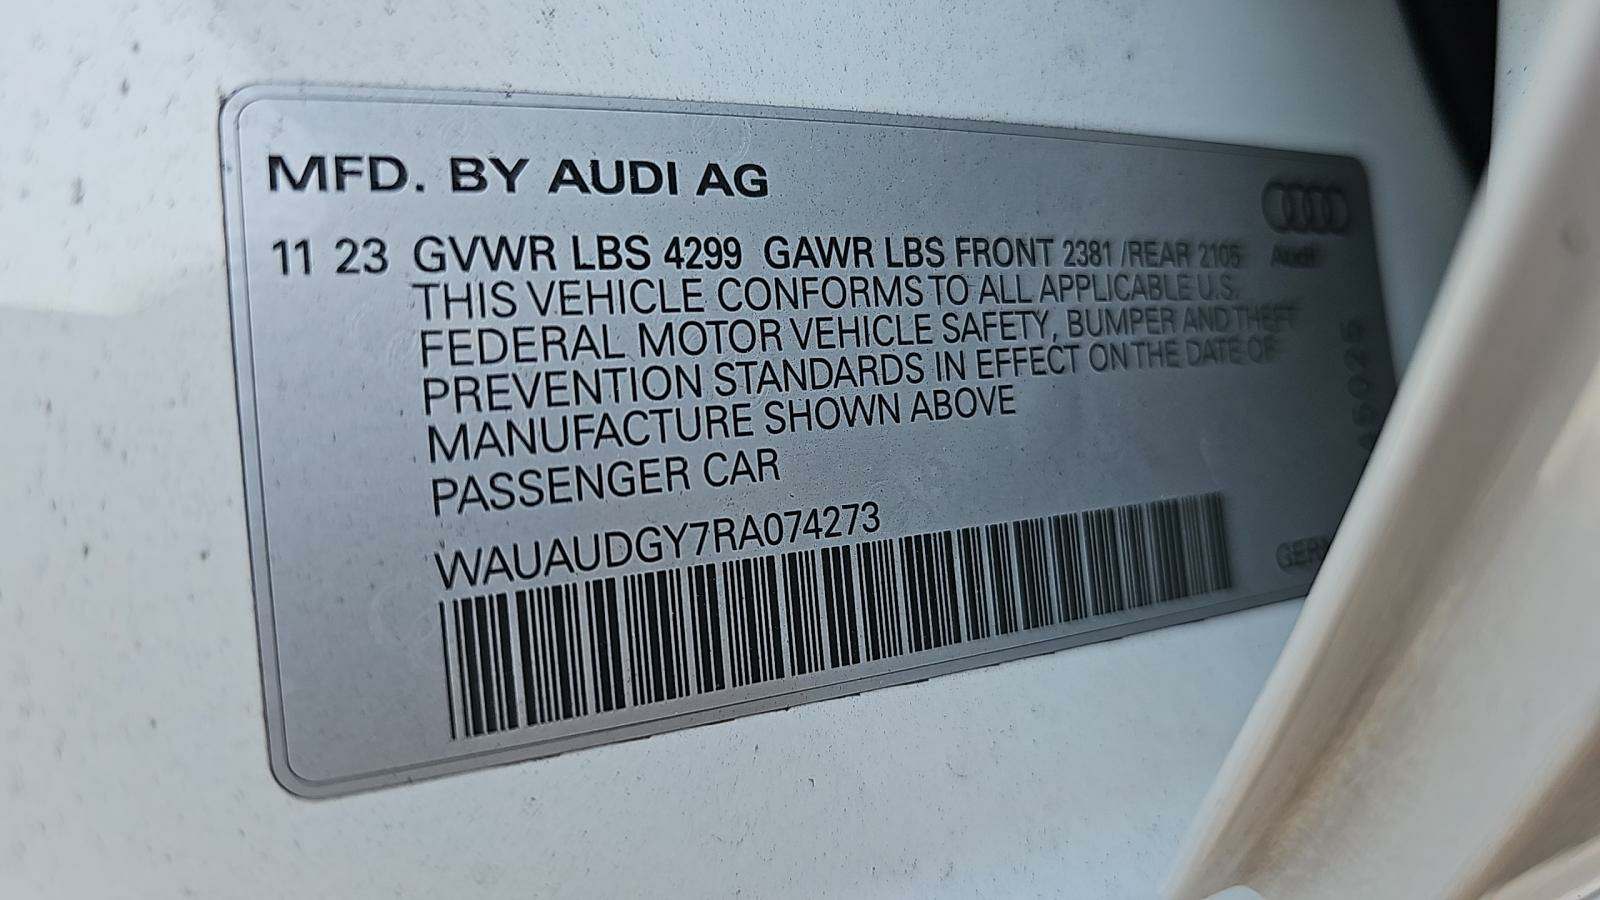 MFD. BY AUDI AG
11 23 GVWR LBS 4299 GAWR LBS FRONT 2381 /REAR 2105
Audi
THIS VEHICLE CONFORMS TO ALL APPLICABLE U.S.
FEDERAL MOTOR VEHICLE SAFETY, BUMPER AND THEFT
PREVENTION STANDARDS IN EFFECT ON THE DATE OF
MANUFACTURE SHOWN ABOVE
PASSENGER CAR
WAUAUDGY7RA074273